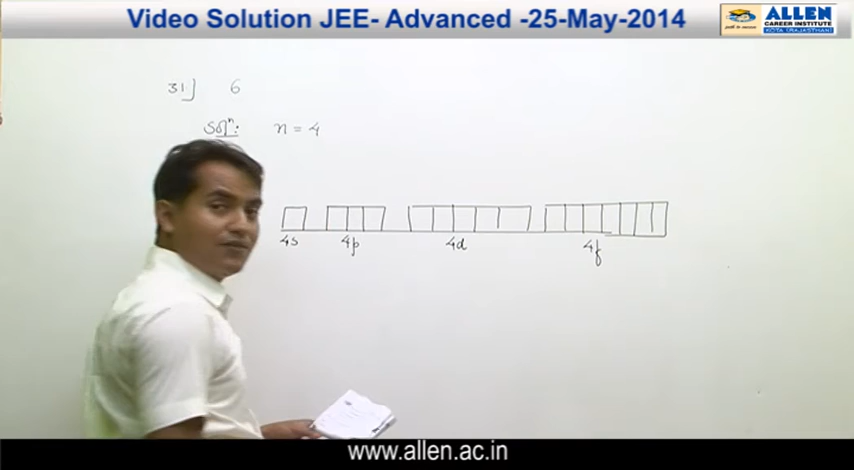 Video Solution JEE- Advanced -25-May-2014
ALLEN
CAREER INSTITUTE
KOTA (RAJASTHAN)
31] 6
Solⁿ: n = 4
4s 4p 4d 4f
www.allen.ac.in